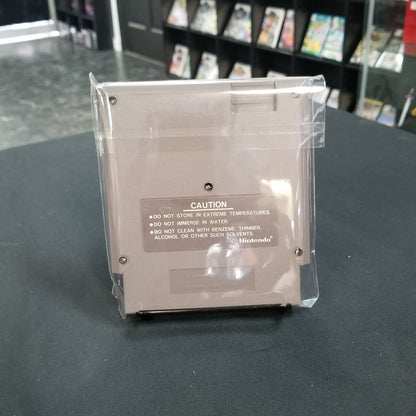 CAUTION
•DO NOT STORE IN EXTREME TEMPERATURES.
•DO NOT IMMERSE IN WATER.
•DO NOT CLEAN WITH BENZENE, THINNER,
ALCOHOL OR OTHER SUCH SOLVENTS.
Nintendo®